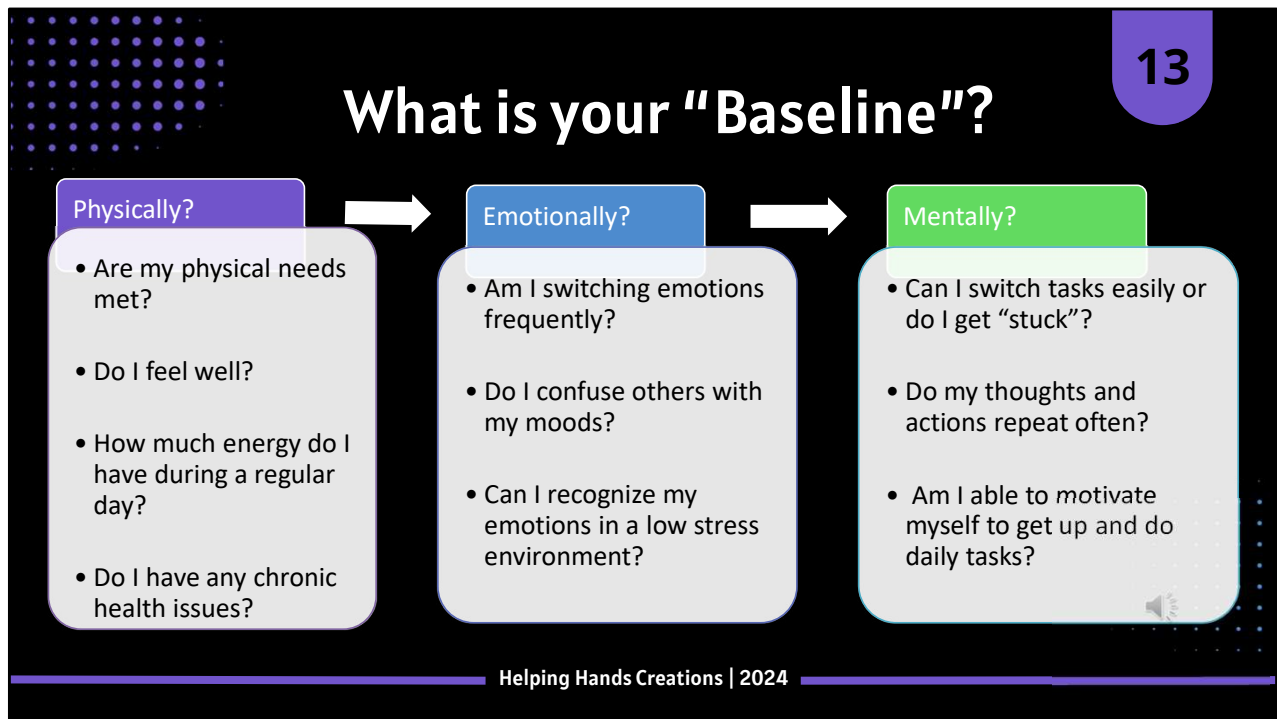 13
What is your “Baseline”?
Physically?
• Are my physical needs
met?
• Do I feel well?
• How much energy do I
have during a regular
day?
• Do I have any chronic
health issues?
Emotionally?
• Am I switching emotions
frequently?
• Do I confuse others with
my moods?
• Can I recognize my
emotions in a low stress
environment?
Mentally?
• Can I switch tasks easily or
do I get “stuck”?
• Do my thoughts and
actions repeat often?
• Am I able to motivate
myself to get up and do
daily tasks?
Helping Hands Creations | 2024